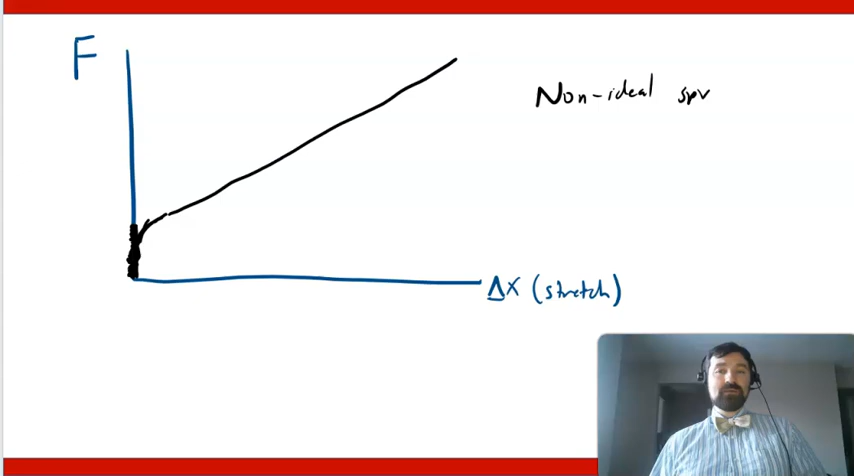 F
Non-ideal spr
Δx (stretch)